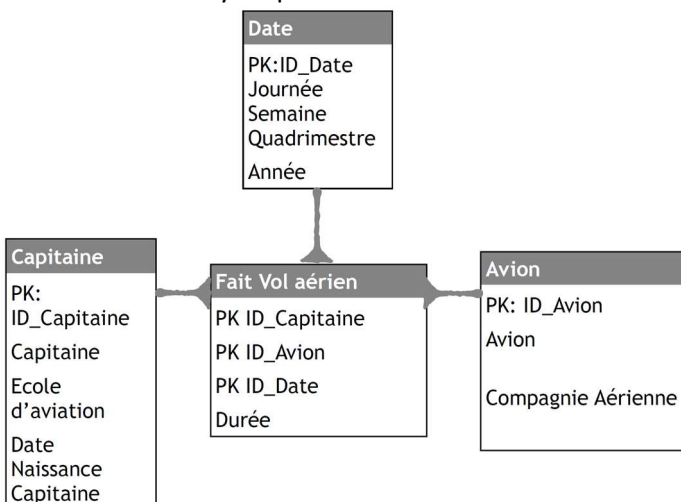 Date
PK:ID_Date
Journée
Semaine
Quadrimestre
Année
Capitaine
PK:
ID_Capitaine
Capitaine
Ecole
d'aviation
Date
Naissance
Capitaine
Fait Vol aérien
PK ID_Capitaine
PK ID_Avion
PK ID_Date
Durée
Avion
PK: ID_Avion
Avion
Compagnie Aérienne